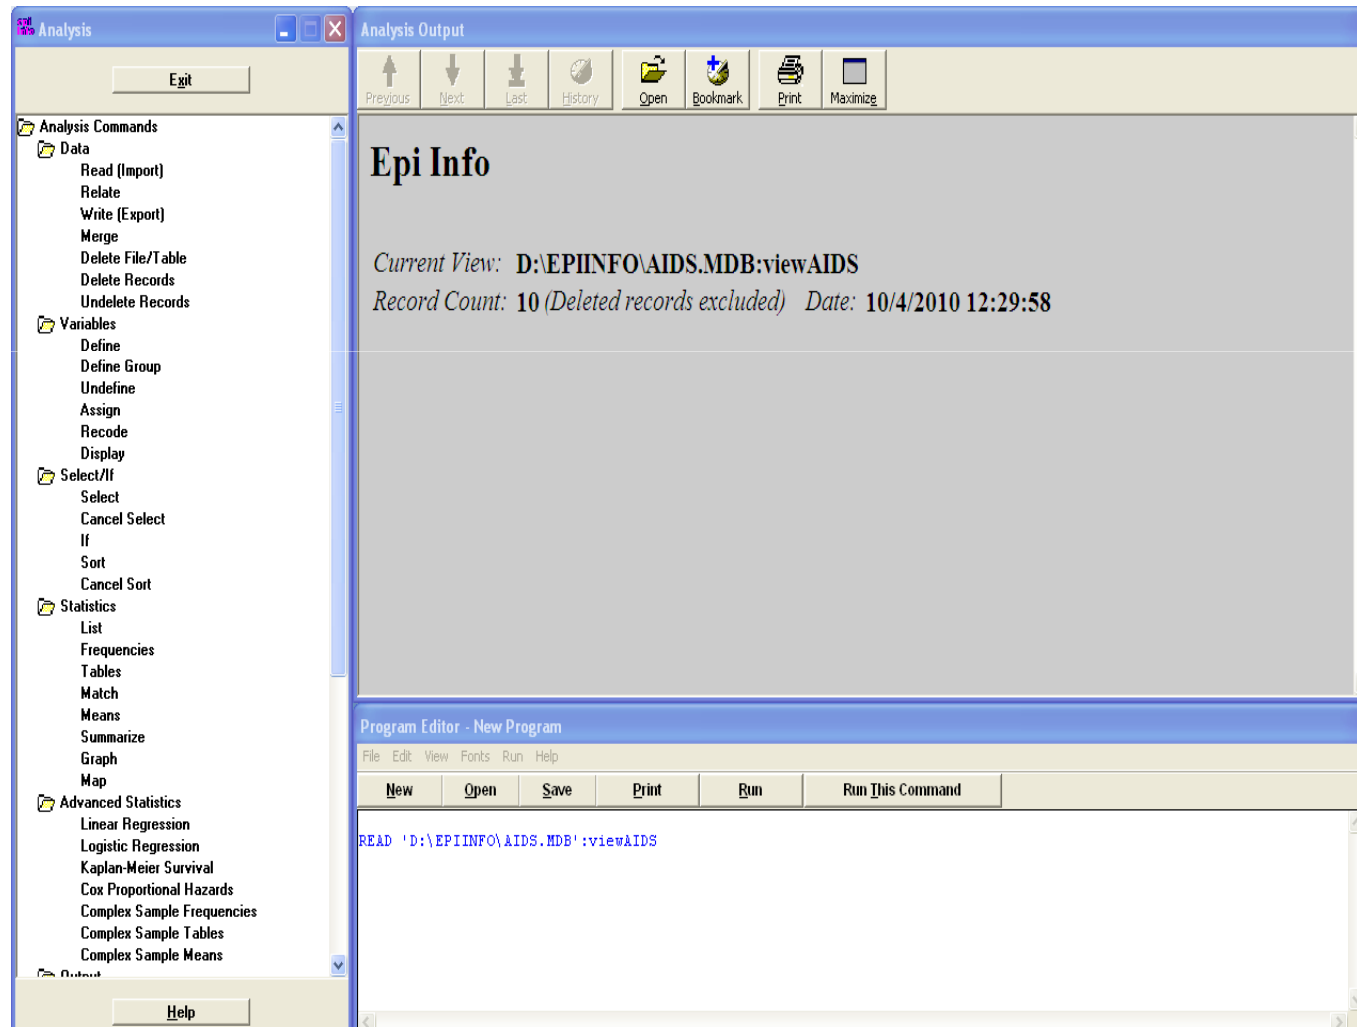 Analysis
Exit
Analysis Commands
Data
Read (Import)
Relate
Write (Export)
Merge
Delete File/Table
Delete Records
Undelete Records
Variables
Define
Define Group
Undefine
Assign
Recode
Display
Select/If
Select
Cancel Select
If
Sort
Cancel Sort
Statistics
List
Frequencies
Tables
Match
Means
Summarize
Graph
Map
Advanced Statistics
Linear Regression
Logistic Regression
Kaplan-Meier Survival
Cox Proportional Hazards
Complex Sample Frequencies
Complex Sample Tables
Complex Sample Means
Output
Help
Analysis Output
Previous Next Last History Open Bookmark Print Maximize
Epi Info
Current View: D:\EPIINFO\AIDS.MDB:viewAIDS
Record Count: 10 (Deleted records excluded) Date: 10/4/2010 12:29:58
Program Editor - New Program
File Edit View Fonts Run Help
New Open Save Print Run Run This Command
READ 'D:\EPIINFO\AIDS.MDB':viewAIDS